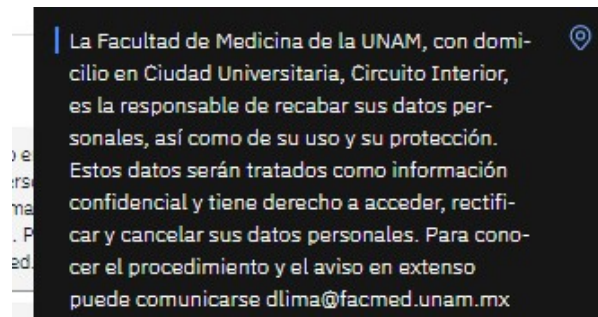 La Facultad de Medicina de la UNAM, con domi-
cilio en Ciudad Universitaria, Circuito Interior,
es la responsable de recabar sus datos per-
sonales, así como de su uso y su protección.
Estos datos serán tratados como información
confidencial y tiene derecho a acceder, rectifi-
car y cancelar sus datos personales. Para cono-
cer el procedimiento y el aviso en extenso
puede comunicarse dlima@facmed.unam.mx